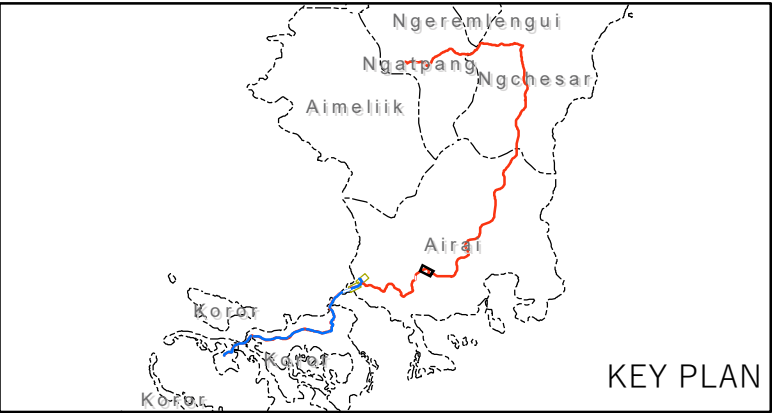 Ngeremlengui
Ngatpang
Ngchesar
Aimeliik
Airai
Koror
Koror
Koror
KEY PLAN